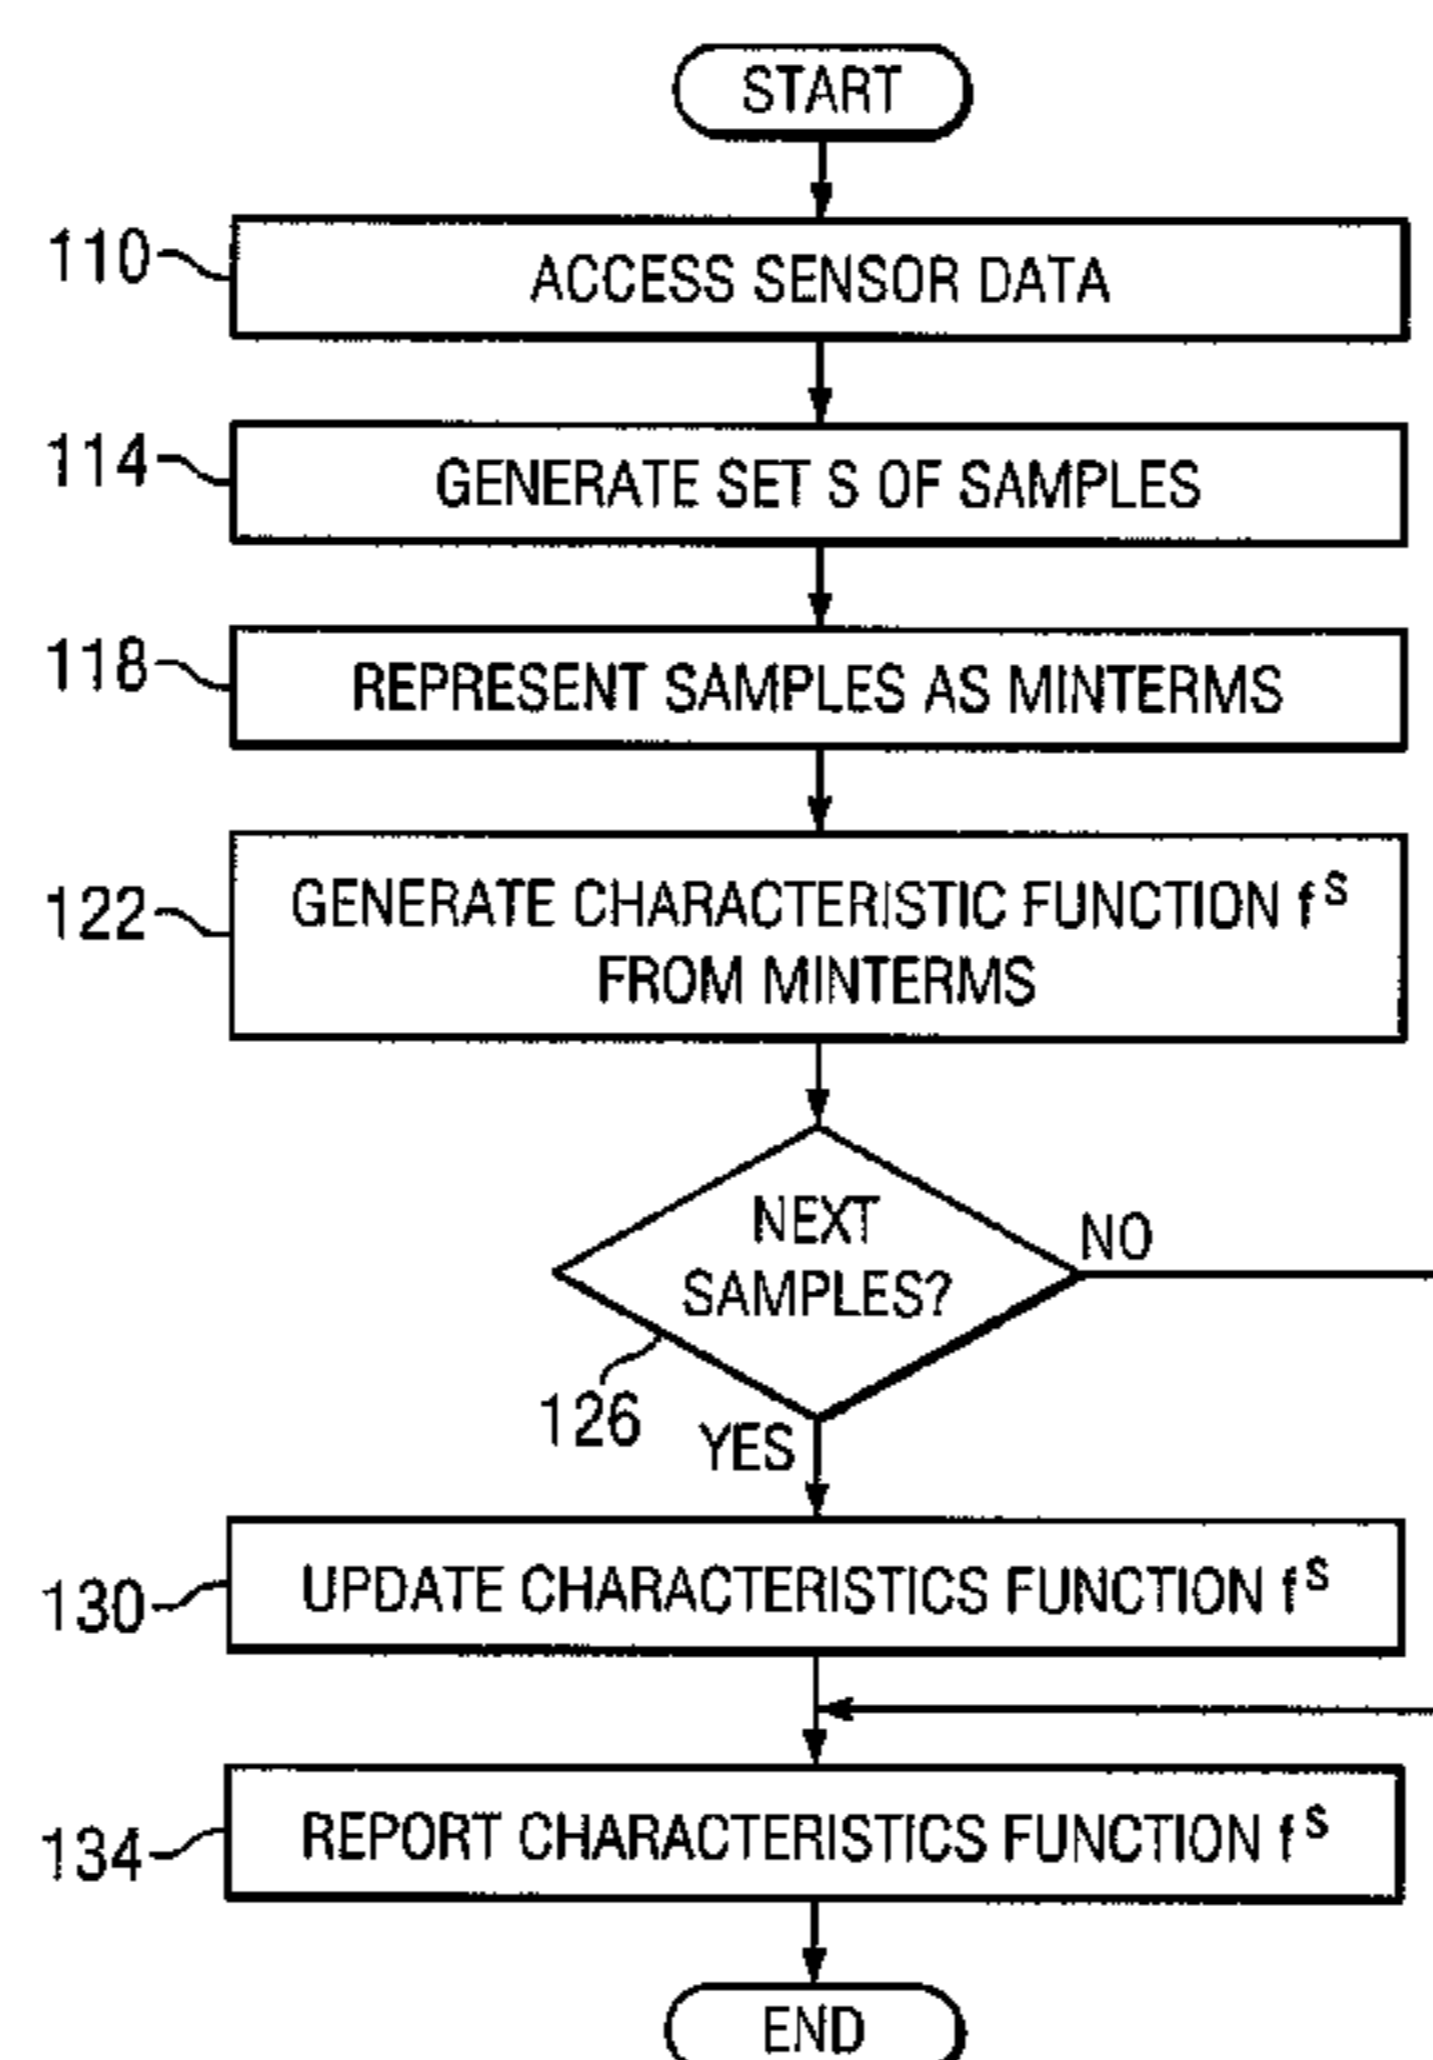 START
110
ACCESS SENSOR DATA
114
GENERATE SET S OF SAMPLES
118
REPRESENT SAMPLES AS MINTERMS
122
GENERATE CHARACTERISTIC FUNCTION f S
FROM MINTERMS
NEXT
SAMPLES?
NO
126
YES
130
UPDATE CHARACTERISTICS FUNCTION f S
134
REPORT CHARACTERISTICS FUNCTION f S
END